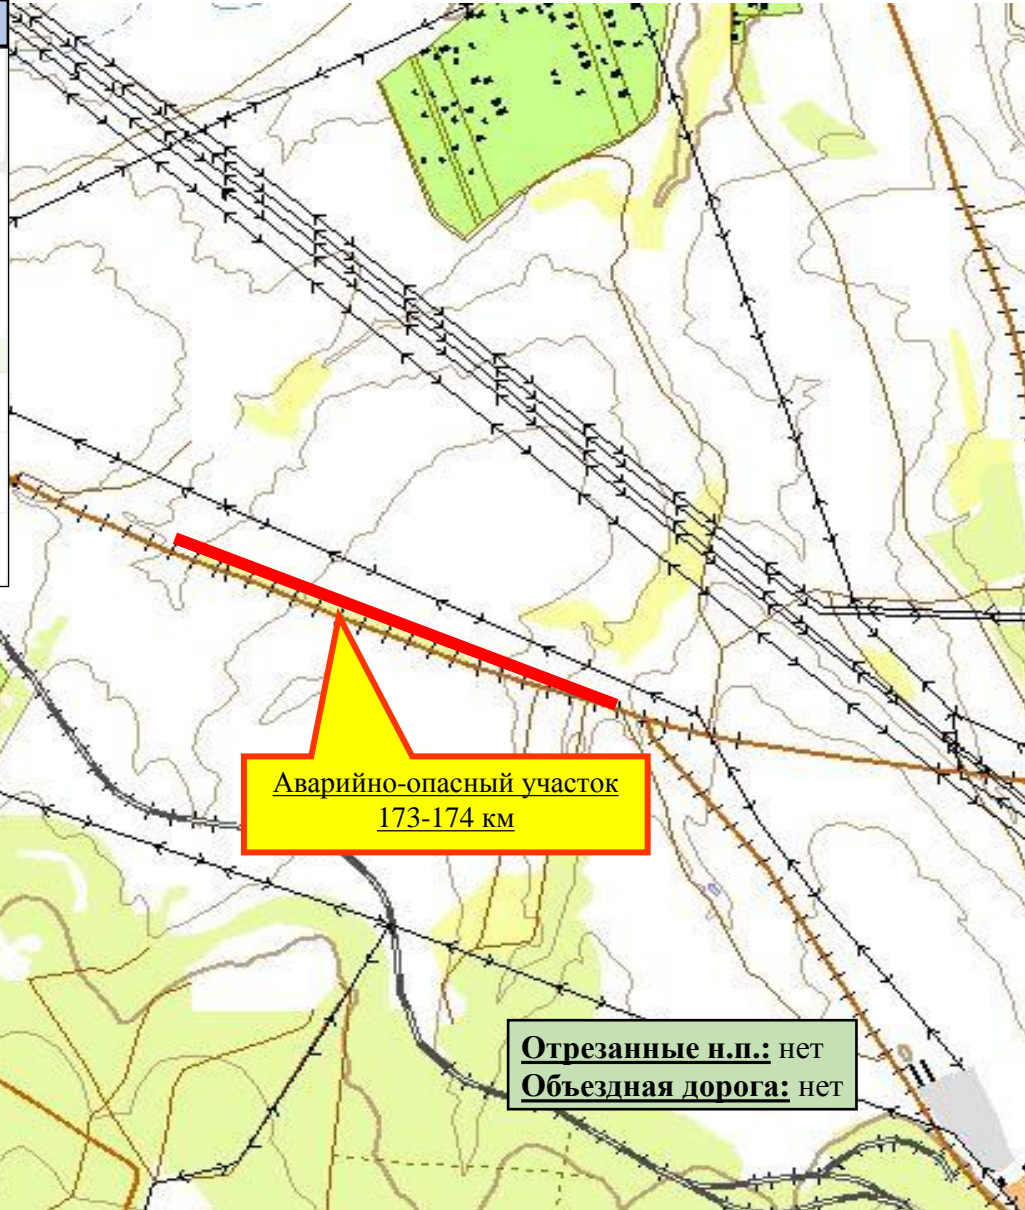 Аварийно-опасный участок
173-174 км
Отрезанные н.п.: нет
Объездная дорога: нет